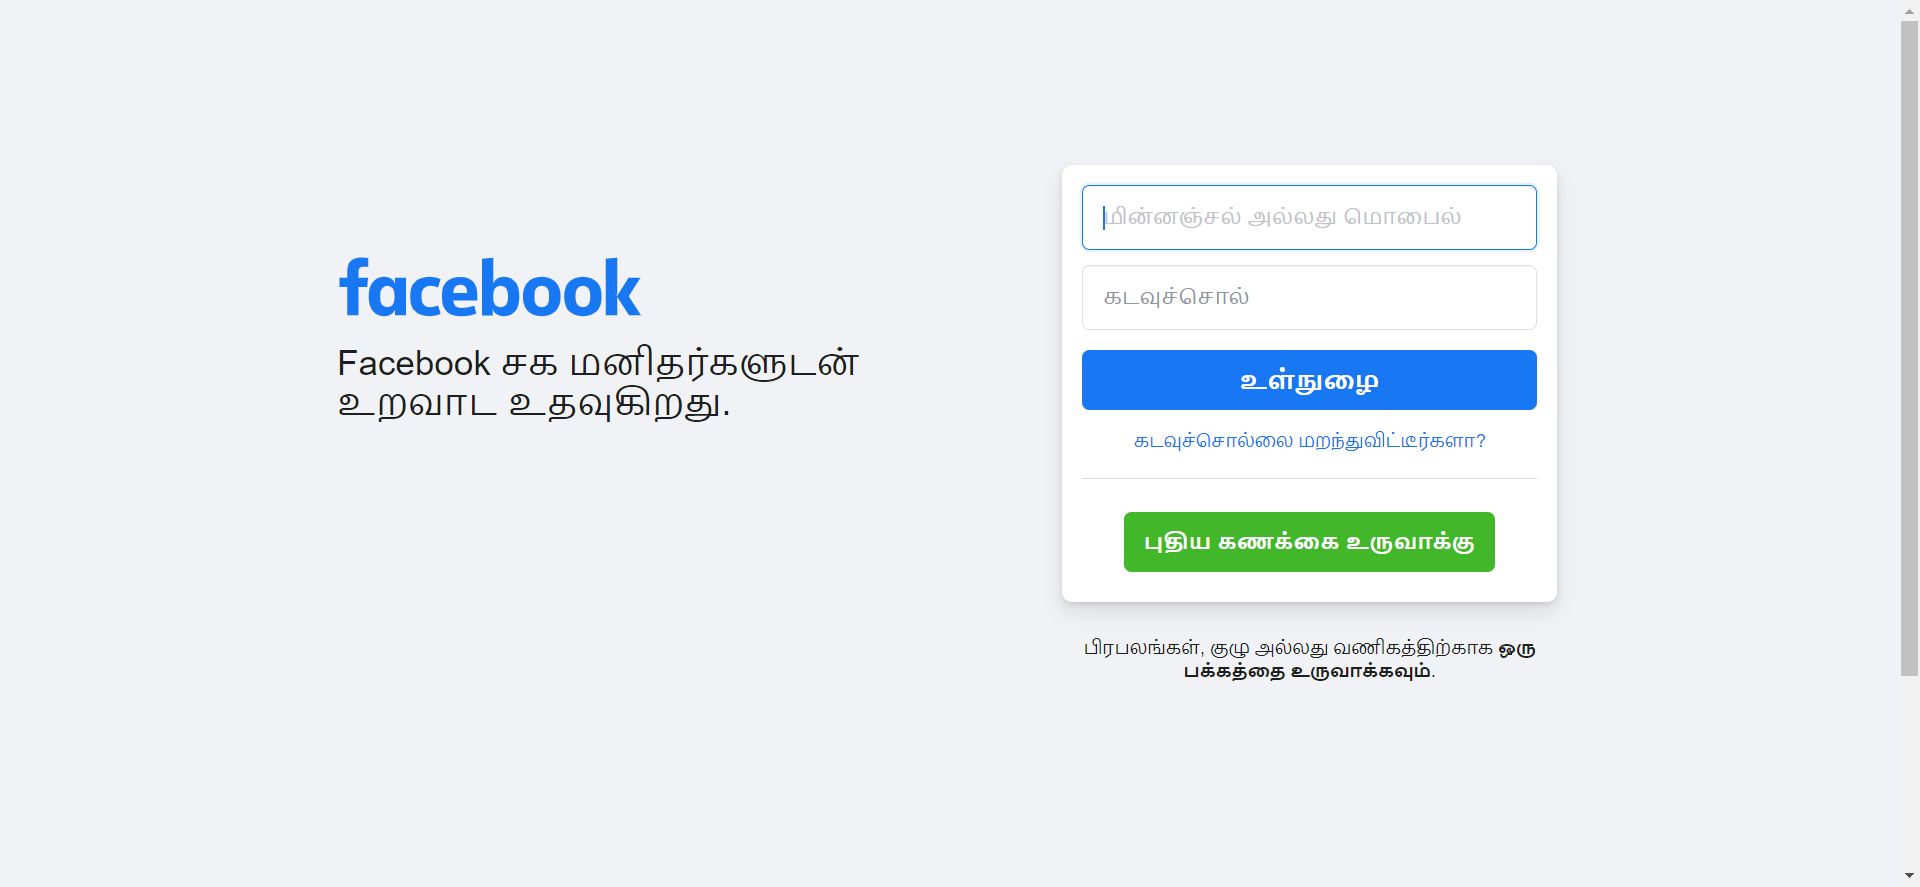 facebook
Facebook சக மனிதர்களுடன்
உறவாட உதவுகிறது.
மின்னஞ்சல் அல்லது மொபைல்
கடவுச்சொல்
உள்நுழை
கடவுச்சொல்லை மறந்துவிட்டீர்களா?
புதிய கணக்கை உருவாக்கு
பிரபலங்கள், குழு அல்லது வணிகத்திற்காக ஒரு
பக்கத்தை உருவாக்கவும்.